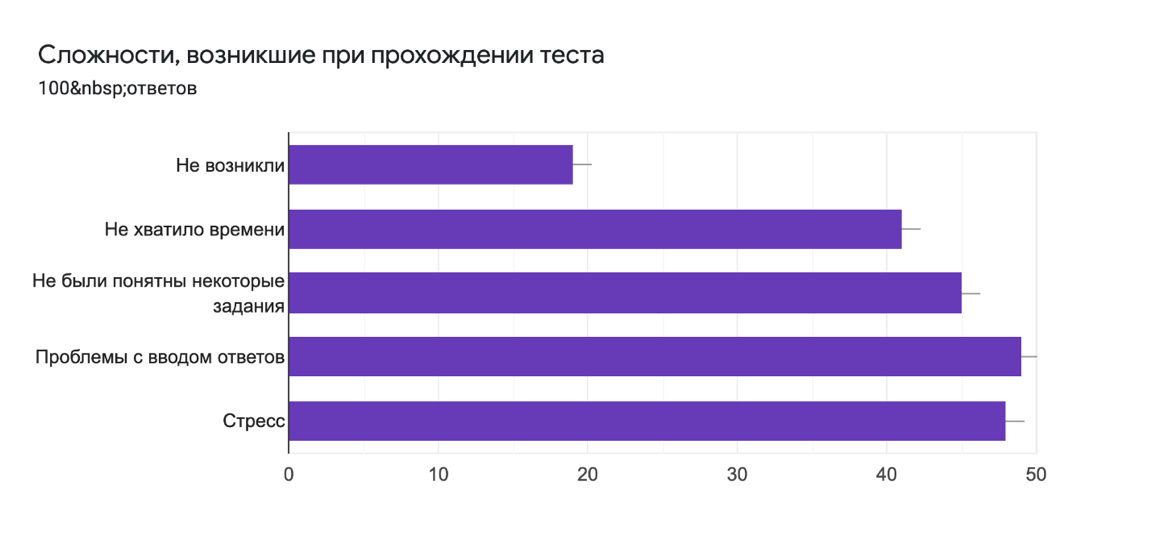 Сложности, возникшие при прохождении теста
100&nbsp;ответов
Не возникли
Не хватило времени
Не были понятны некоторые
задания
Проблемы с вводом ответов
Стресс
0 10 20 30 40 50